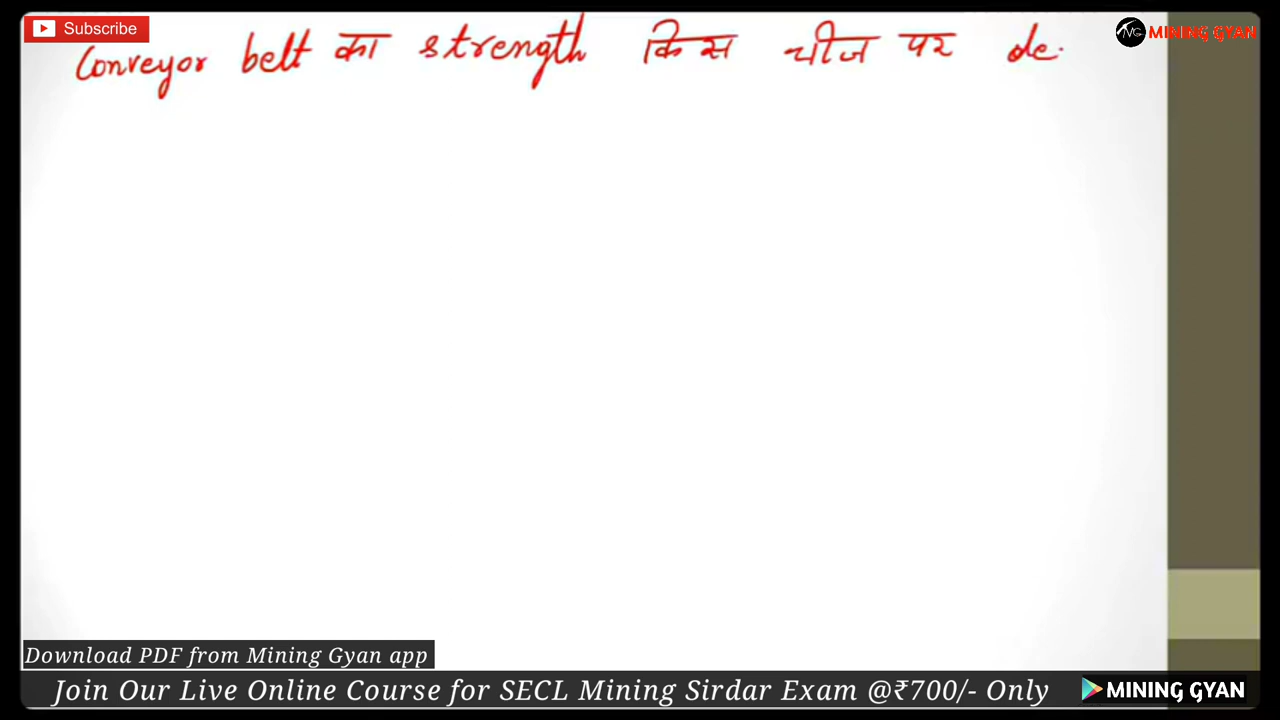 Subscribe
MINING GYAN
Conveyor belt का strength किस चीज पर de
Download PDF from Mining Gyan app
Join Our Live Online Course for SECL Mining Sirdar Exam @₹700/- Only
MINING GYAN